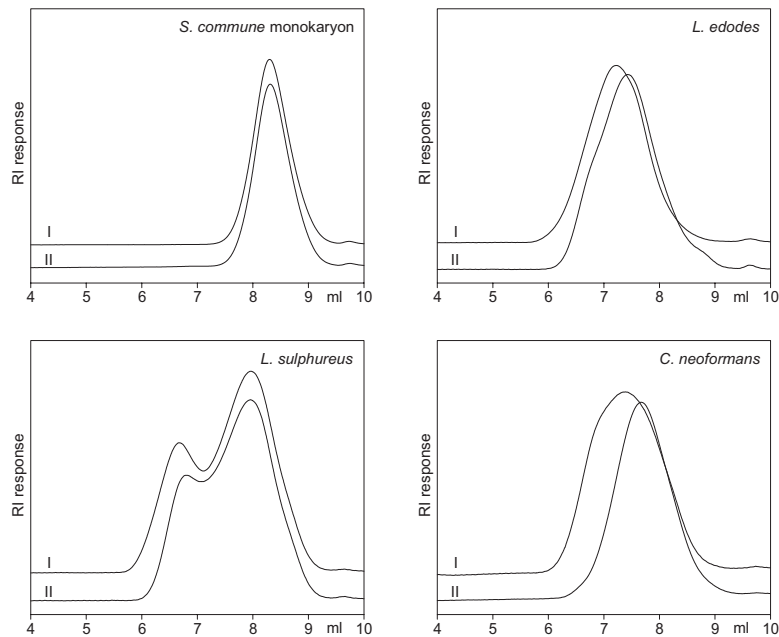 S. commune monokaryon
RI response
I
II
4 5 6 7 8 9 ml 10
L. edodes
RI response
I
II
4 5 6 7 8 9 ml 10
L. sulphureus
RI response
I
II
4 5 6 7 8 9 ml 10
C. neoformans
RI response
I
II
4 5 6 7 8 9 ml 10